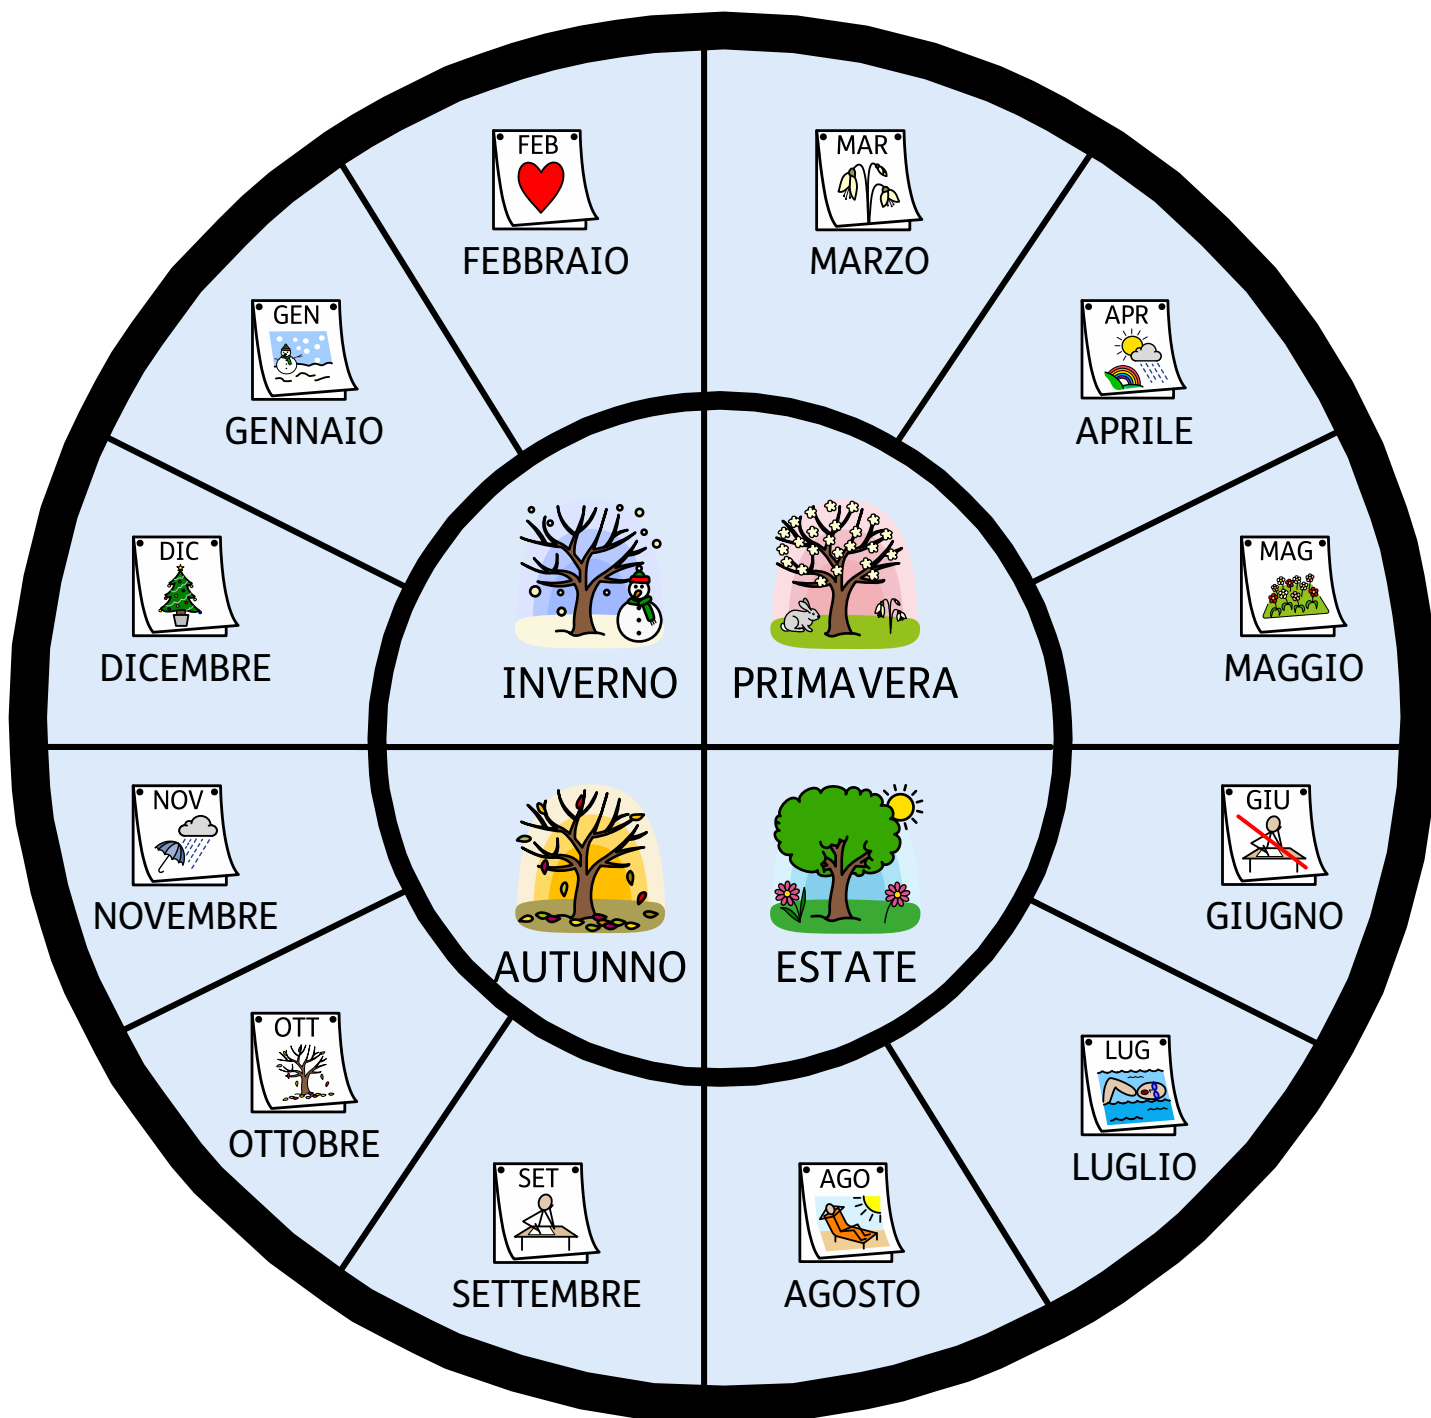 FEB
FEBBRAIO
MAR
MARZO
GEN
GENNAIO
APR
APRILE
DIC
DICEMBRE
MAG
MAGGIO
INVERNO
PRIMAVERA
NOV
NOVEMBRE
GIU
GIUGNO
AUTUNNO
ESTATE
OTT
OTTOBRE
LUG
LUGLIO
SET
SETTEMBRE
AGO
AGOSTO